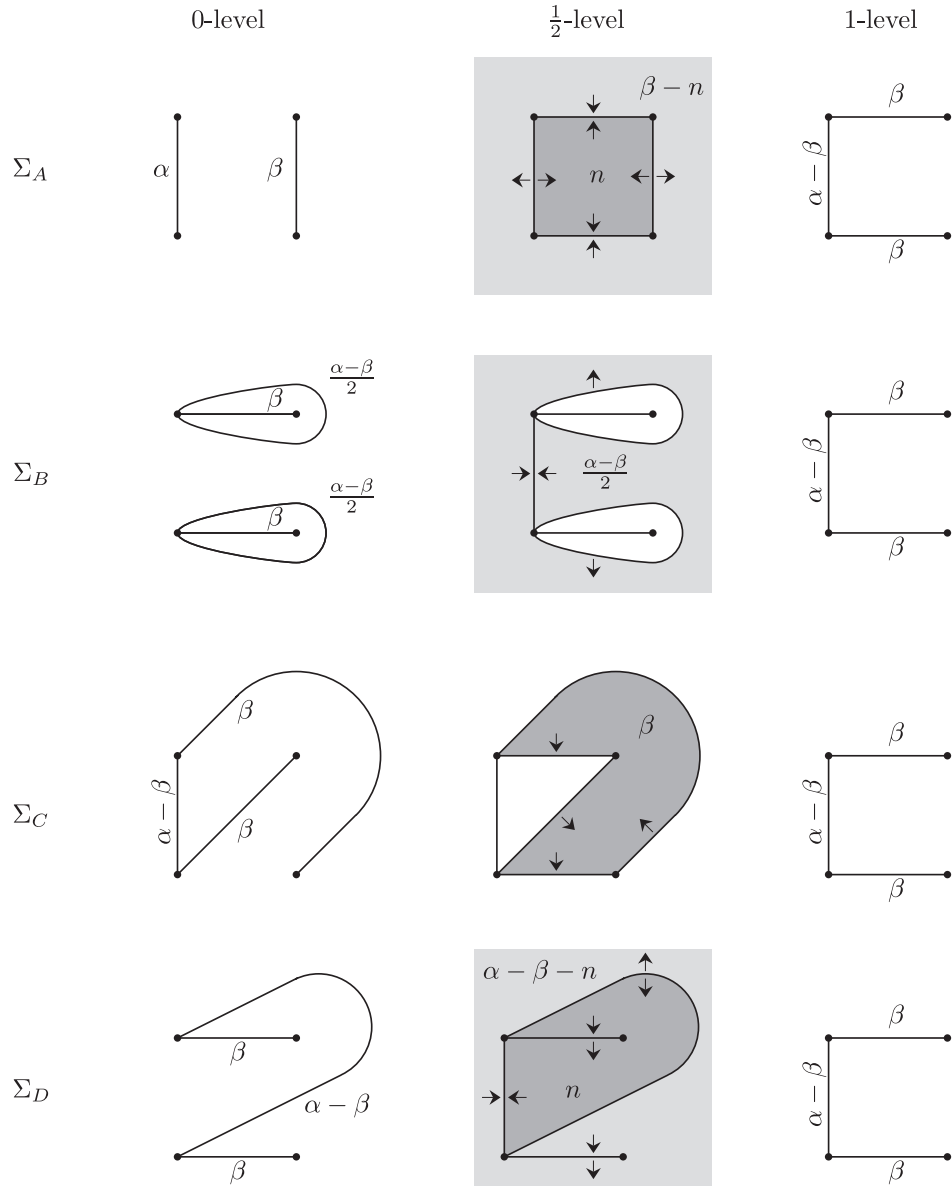 0-level ½-level 1-level
Σ_A α β β − n n β α − β β
Σ_B β (α−β)/2 β (α−β)/2 (α−β)/2 β α − β β
Σ_C β α − β β β β α − β β
Σ_D β α − β β α − β − n n β α − β β